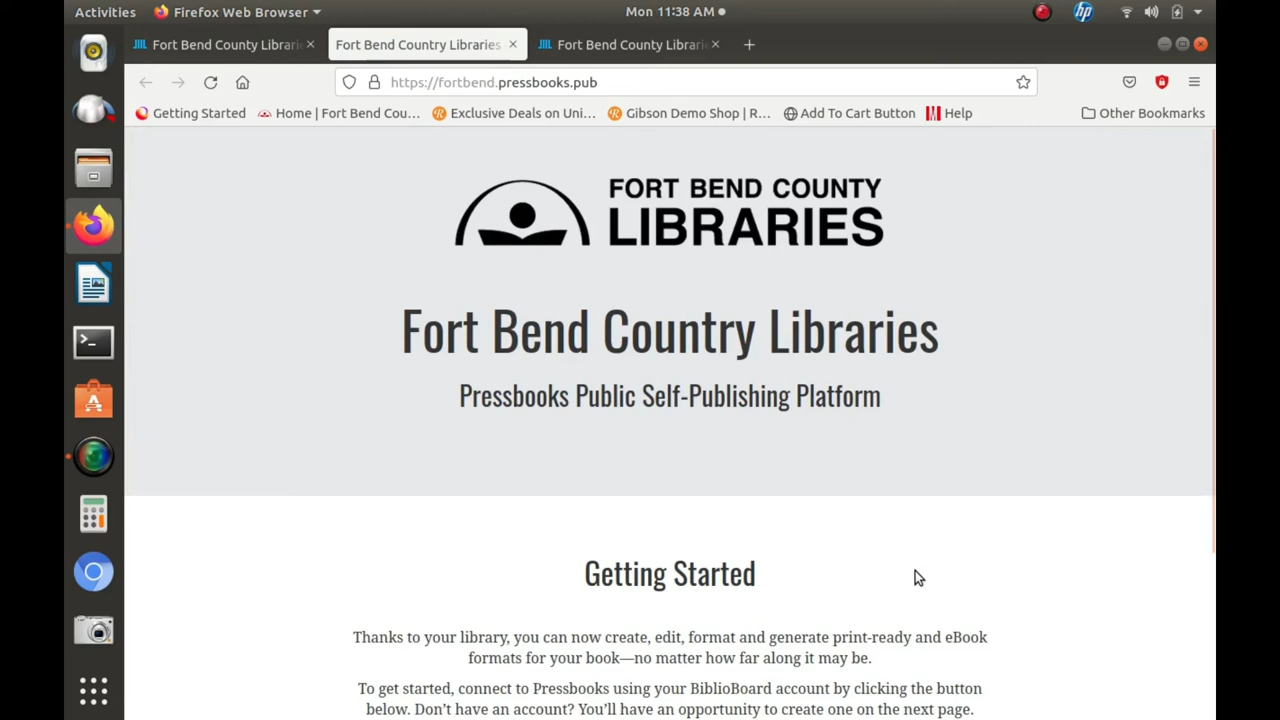 Activities
Firefox Web Browser
Mon 11:38 AM
hp
Fort Bend County Librari
Fort Bend Country Libraries
Fort Bend County Librari
https://fortbend.pressbooks.pub
Getting Started
Home | Fort Bend Cou…
Exclusive Deals on Uni…
Gibson Demo Shop | R…
Add To Cart Button
Help
Other Bookmarks
FORT BEND COUNTY
LIBRARIES
Fort Bend Country Libraries
Pressbooks Public Self-Publishing Platform
Getting Started
Thanks to your library, you can now create, edit, format and generate print-ready and eBook
formats for your book—no matter how far along it may be.
To get started, connect to Pressbooks using your BiblioBoard account by clicking the button
below. Don’t have an account? You’ll have an opportunity to create one on the next page.